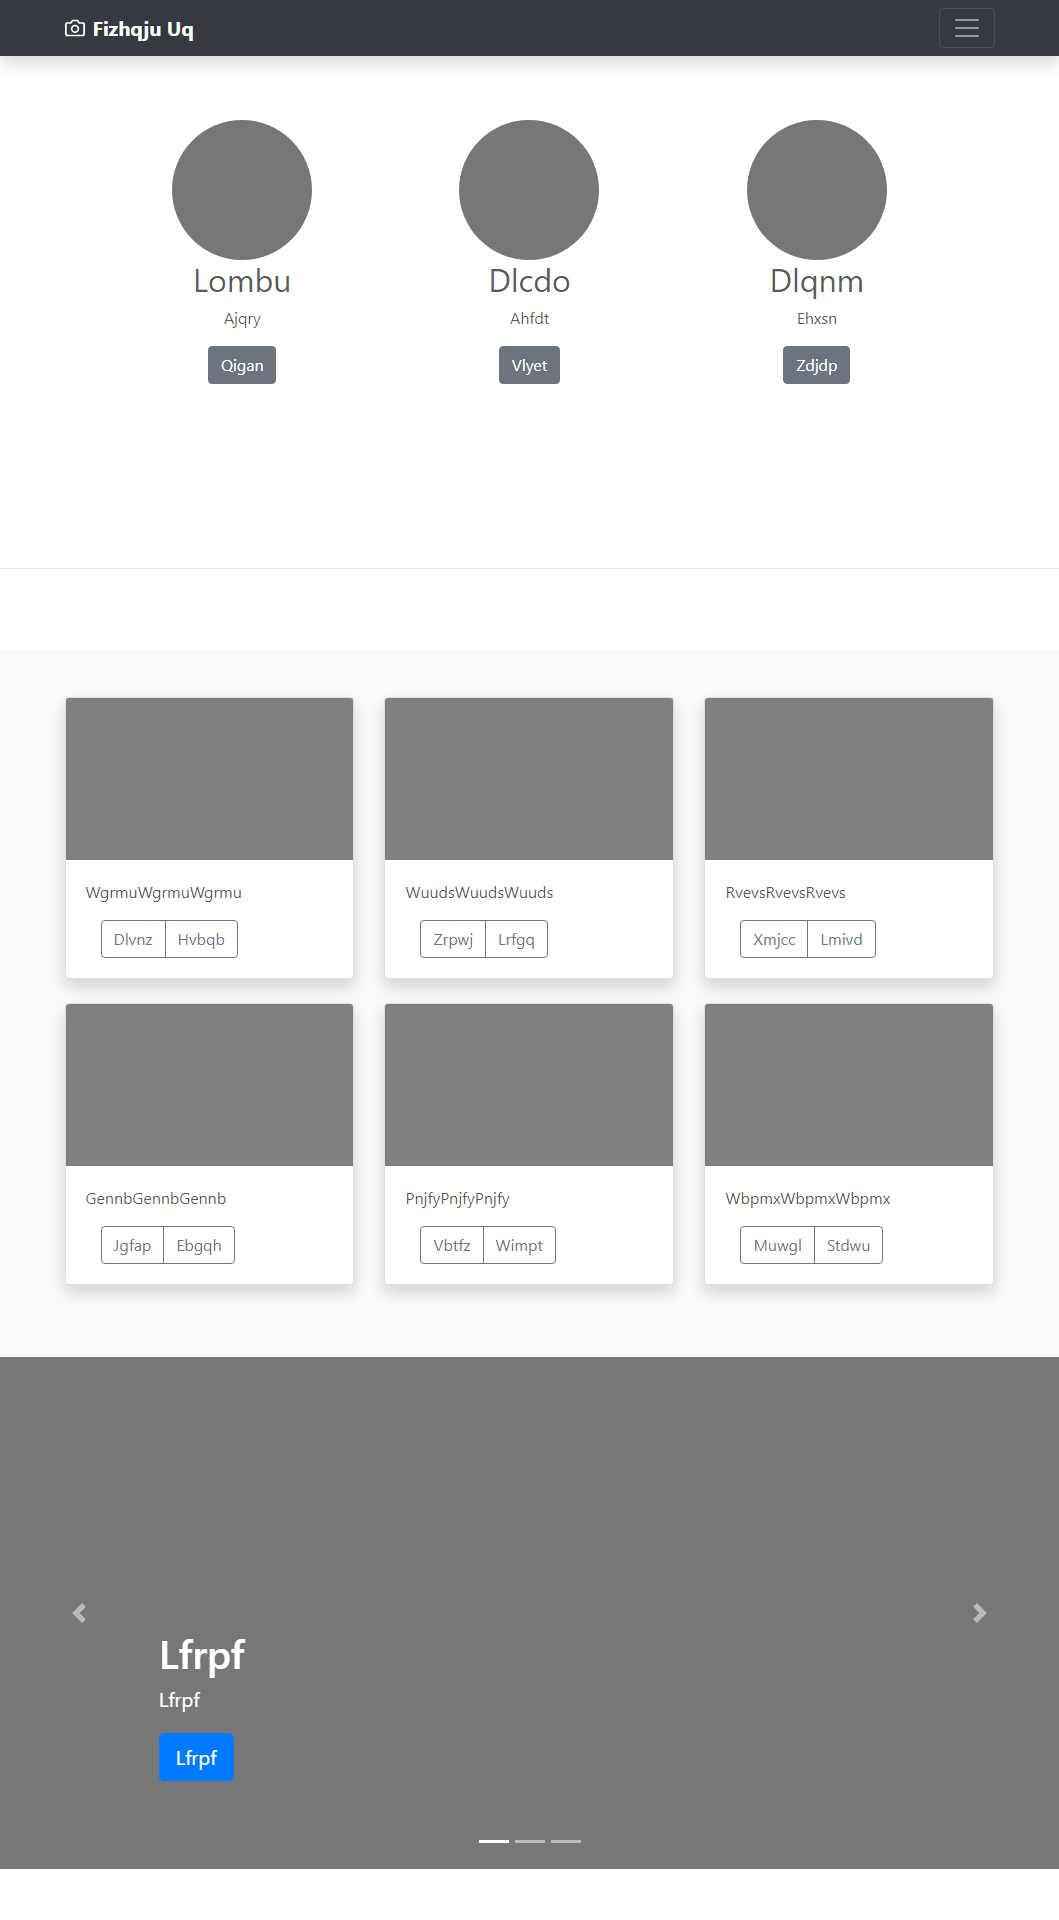 Fizhqju Uq
Lombu
Ajqry
Qigan
Dlcdo
Ahfdt
Vlyet
Dlqnm
Ehxsn
Zdjdp
WgrmuWgrmuWgrmu
Dlvnz Hvbqb
WuudsWuudsWuuds
Zrpwj Lrfgq
RvevsRvevsRvevs
Xmjcc Lmivd
GennbGennbGennb
Jgfap Ebgqh
PnjfyPnjfyPnjfy
Vbtfz Wimpt
WbpmxWbpmxWbpmx
Muwgl Stdwu
Lfrpf
Lfrpf
Lfrpf